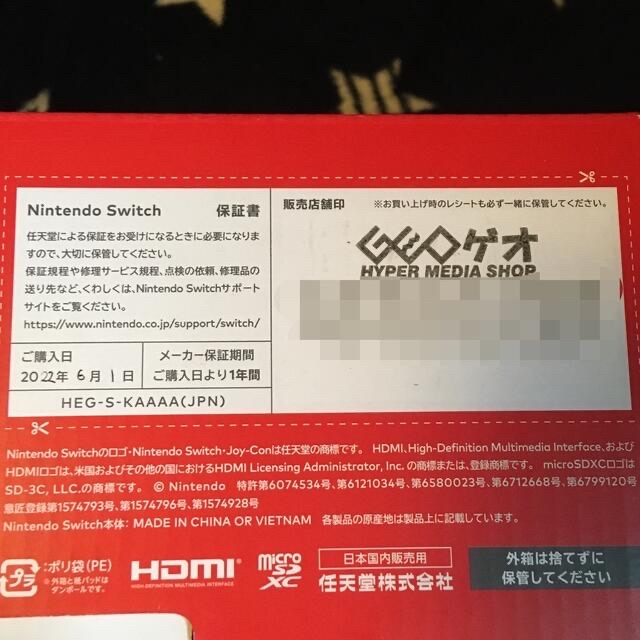 Nintendo Switch 保証書
任天堂による保証をお受けになるときに必要になりま
すので、大切に保管してください。
保証規程や修理サービス規程、点検の依頼、修理品の
送り先など、くわしくは、Nintendo Switchサポート
サイトをご覧ください。
https://www.nintendo.co.jp/support/switch/
ご購入日
2022年6月1日
メーカー保証期間
ご購入日より1年間
HEG-S-KAAAA(JPN)
販売店舗印 ※お買い上げ時のレシートも必ず一緒に保管してください。
GEOゲオ
HYPER MEDIA SHOP
Nintendo Switchのロゴ・Nintendo Switch・Joy-Conは任天堂の商標です。 HDMI、High-Definition Multimedia Interface、および
HDMIロゴは、米国およびその他の国におけるHDMI Licensing Administrator, Inc. の商標または、登録商標です。 microSDXCロゴは
SD-3C, LLC.の商標です。 © Nintendo 特許第6074534号、第6121034号、第6580023号、第6712668号、第6799120号
意匠登録第1574793号、第1574796号、第1574928号
Nintendo Switch本体: MADE IN CHINA OR VIETNAM 各製品の原産地は製品上に記載しています。
プラ
:ポリ袋(PE)
※外箱と紙パッドは
ダンボールです。
HDMI
HIGH-DEFINITION MULTIMEDIA INTERFACE
micro
SD
XC
日本国内販売用
任天堂株式会社
外箱は捨てずに
保管してください